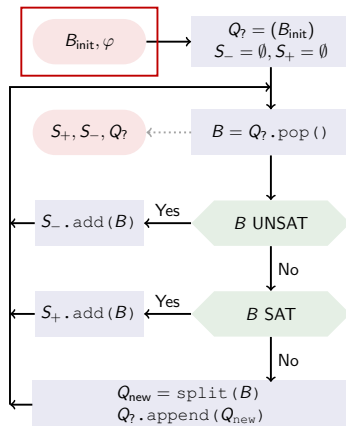 B_init, φ
Q_? = (B_init)
S_− = ∅, S_+ = ∅
S_+, S_−, Q_?
B = Q_?.pop()
S_−.add(B)
Yes
B UNSAT
No
S_+.add(B)
Yes
B SAT
No
Q_new = split(B)
Q_?.append(Q_new)